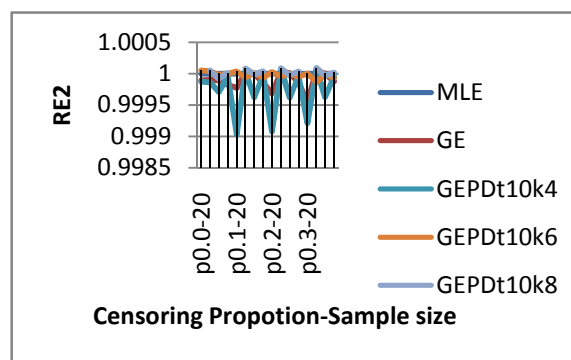 RE2
1.0005
1
0.9995
0.999
0.9985
p0.0-20
p0.1-20
p0.2-20
p0.3-20
Censoring Propotion-Sample size
MLE
GE
GEPDt10k4
GEPDt10k6
GEPDt10k8